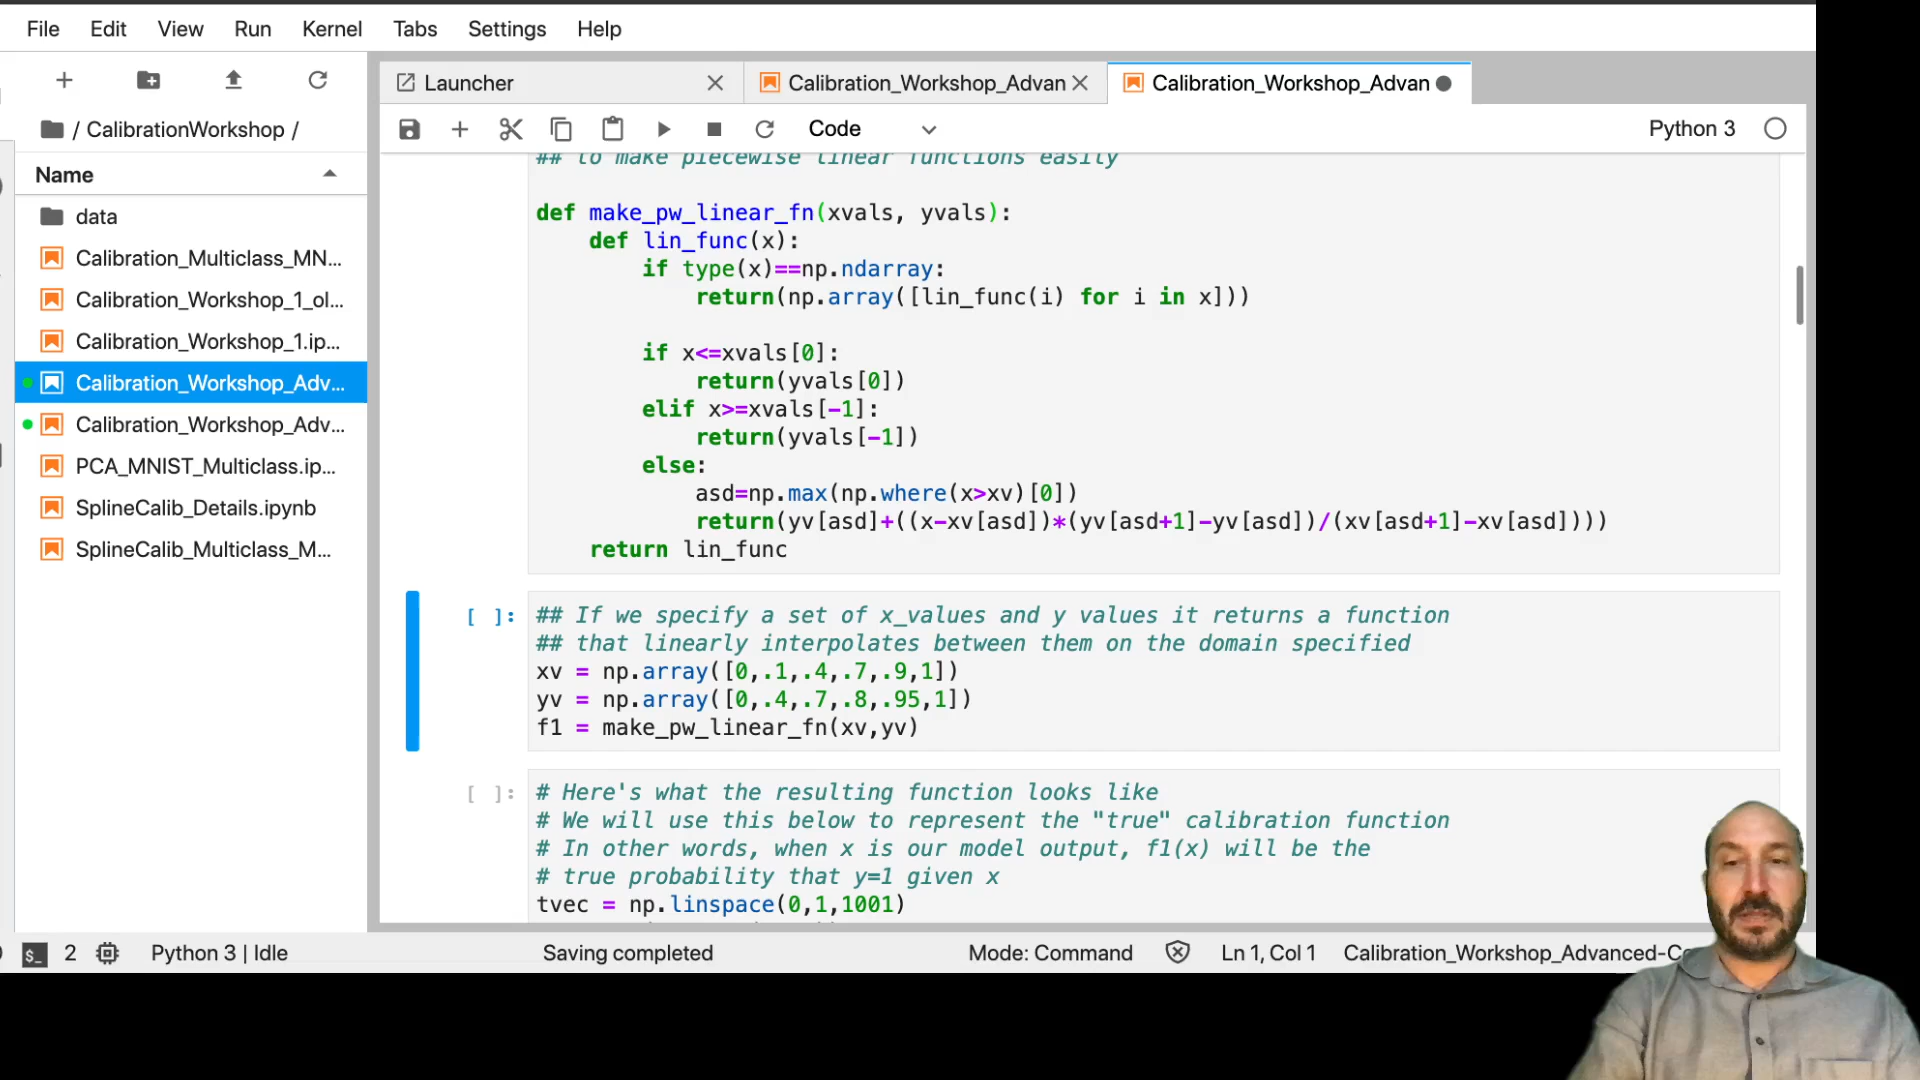 File Edit View Run Kernel Tabs Settings Help
Launcher
Calibration_Workshop_Advan
Calibration_Workshop_Advan
/ CalibrationWorkshop /
Code
Python 3
Name
data
Calibration_Multiclass_MN...
Calibration_Workshop_1_ol...
Calibration_Workshop_1.ip...
Calibration_Workshop_Adv...
Calibration_Workshop_Adv...
PCA_MNIST_Multiclass.ip...
SplineCalib_Details.ipynb
SplineCalib_Multiclass_M...
## to make piecewise linear functions easily
def make_pw_linear_fn(xvals, yvals):
def lin_func(x):
if type(x)==np.ndarray:
return(np.array([lin_func(i) for i in x]))
if x<=xvals[0]:
return(yvals[0])
elif x>=xvals[-1]:
return(yvals[-1])
else:
asd=np.max(np.where(x>xv)[0])
return(yv[asd]+((x-xv[asd])*(yv[asd+1]-yv[asd])/(xv[asd+1]-xv[asd])))
return lin_func
[ ]:
## If we specify a set of x_values and y values it returns a function
## that linearly interpolates between them on the domain specified
xv = np.array([0,.1,.4,.7,.9,1])
yv = np.array([0,.4,.7,.8,.95,1])
f1 = make_pw_linear_fn(xv,yv)
[ ]:
# Here's what the resulting function looks like
# We will use this below to represent the "true" calibration function
# In other words, when x is our model output, f1(x) will be the
# true probability that y=1 given x
tvec = np.linspace(0,1,1001)
$_ 2 Python 3 | Idle Saving completed Mode: Command Ln 1, Col 1 Calibration_Workshop_Advanced-Co